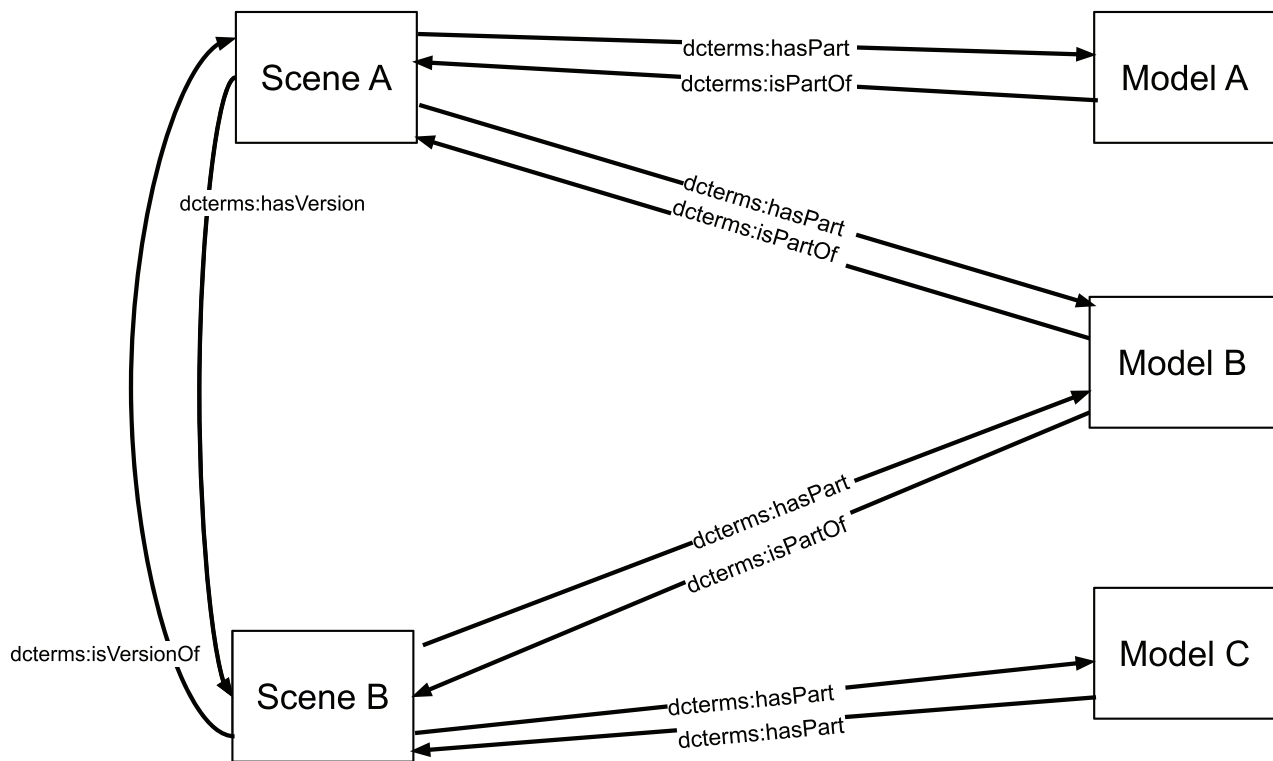 Scene A
dcterms:hasPart
dcterms:isPartOf
Model A
dcterms:hasVersion
dcterms:hasPart
dcterms:isPartOf
Model B
dcterms:hasPart
dcterms:isPartOf
dcterms:isVersionOf
Scene B
Model C
dcterms:hasPart
dcterms:hasPart